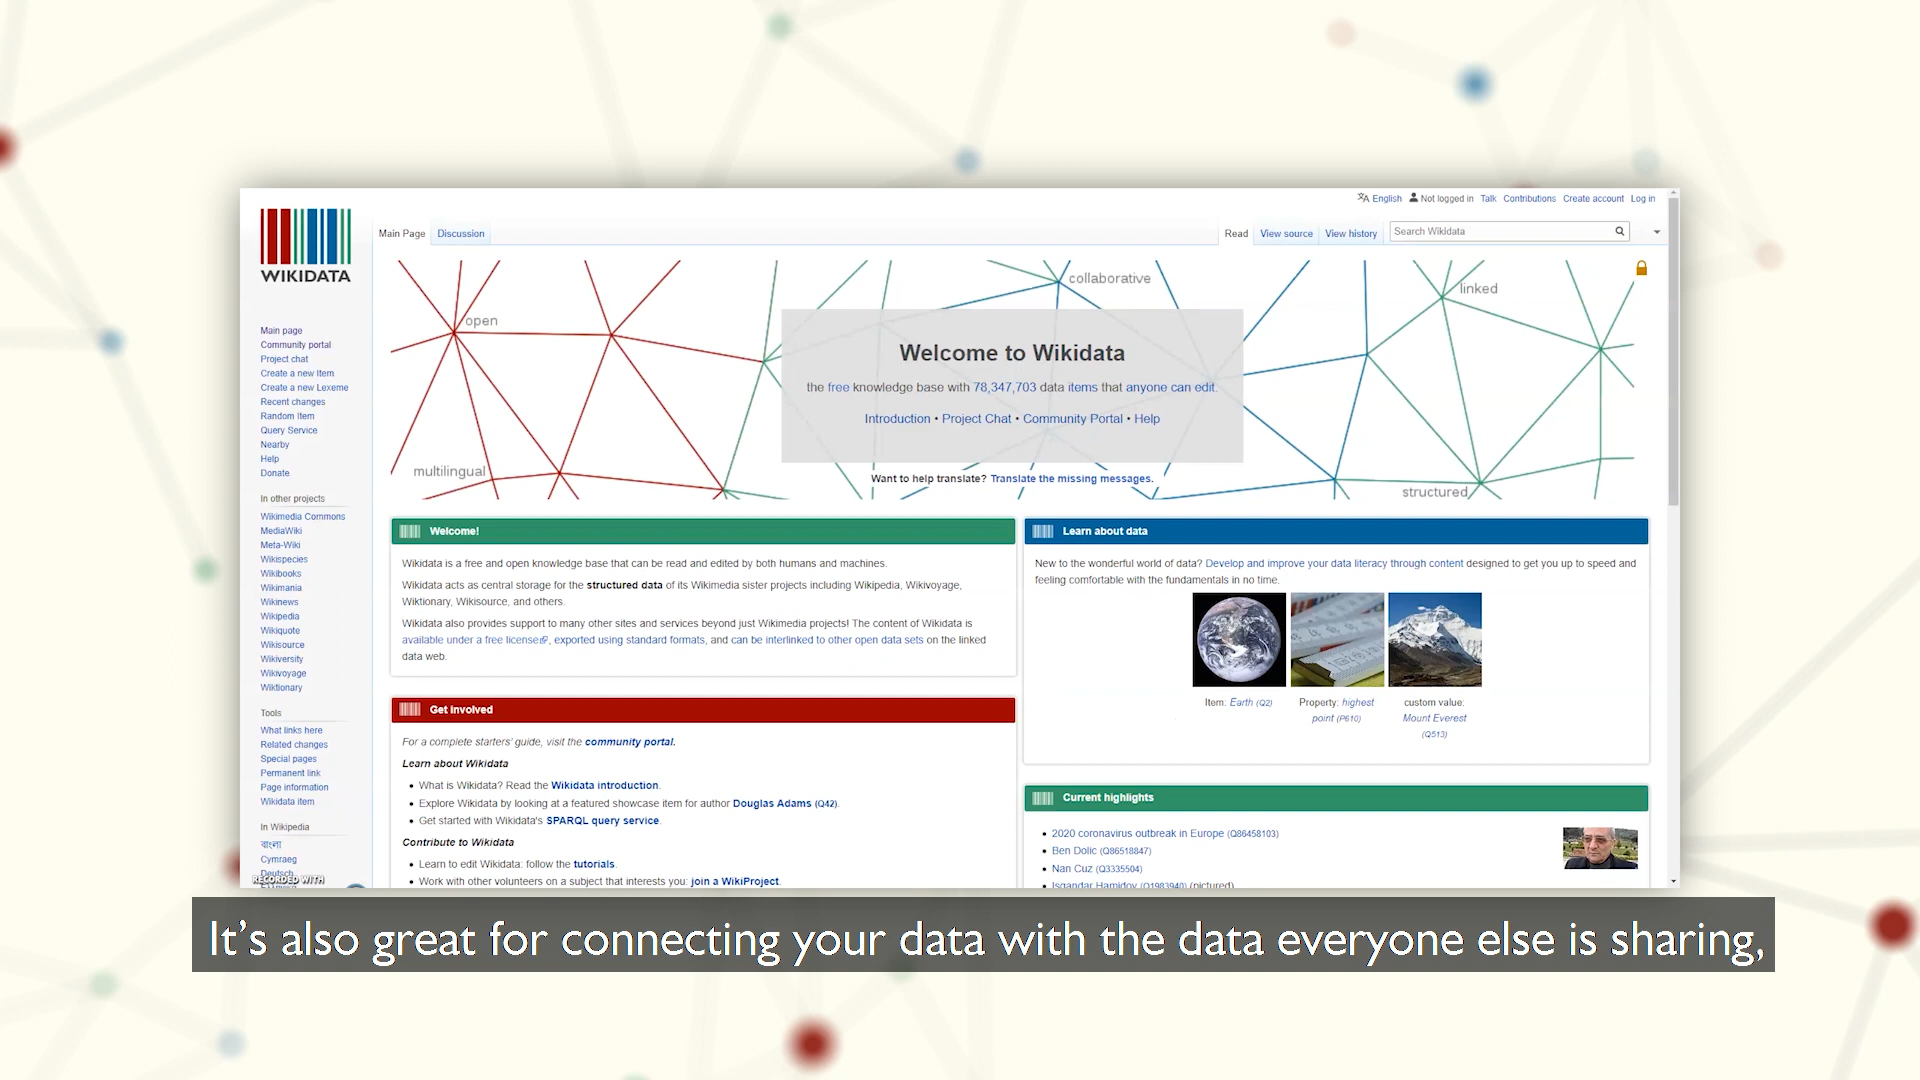 English Not logged in Talk Contributions Create account Log in
WIKIDATA
Main Page Discussion
Read View source View history Search Wikidata
open
collaborative
linked
multilingual
structured
Welcome to Wikidata
the free knowledge base with 78,347,703 data items that anyone can edit.
Introduction • Project Chat • Community Portal • Help
Want to help translate? Translate the missing messages.
Main page
Community portal
Project chat
Create a new Item
Create a new Lexeme
Recent changes
Random Item
Query Service
Nearby
Help
Donate
In other projects
Wikimedia Commons
MediaWiki
Meta-Wiki
Wikispecies
Wikibooks
Wikimania
Wikinews
Wikipedia
Wikiquote
Wikisource
Wikiversity
Wikivoyage
Wiktionary
Tools
What links here
Related changes
Special pages
Permanent link
Page information
Wikidata item
In Wikipedia
বাংলা
Cymraeg
Deutsch
RECORDED WITH
Welcome!
Wikidata is a free and open knowledge base that can be read and edited by both humans and machines.
Wikidata acts as central storage for the structured data of its Wikimedia sister projects including Wikipedia, Wikivoyage,
Wiktionary, Wikisource, and others.
Wikidata also provides support to many other sites and services beyond just Wikimedia projects! The content of Wikidata is
available under a free license, exported using standard formats, and can be interlinked to other open data sets on the linked
data web.
Get involved
For a complete starters' guide, visit the community portal.
Learn about Wikidata
• What is Wikidata? Read the Wikidata introduction.
• Explore Wikidata by looking at a featured showcase item for author Douglas Adams (Q42).
• Get started with Wikidata's SPARQL query service.
Contribute to Wikidata
• Learn to edit Wikidata: follow the tutorials.
• Work with other volunteers on a subject that interests you: join a WikiProject.
Learn about data
New to the wonderful world of data? Develop and improve your data literacy through content designed to get you up to speed and
feeling comfortable with the fundamentals in no time.
Item: Earth (Q2)
Property: highest
point (P610)
custom value:
Mount Everest
(Q513)
Current highlights
• 2020 coronavirus outbreak in Europe (Q86458103)
• Ben Dolic (Q86518847)
• Nan Cuz (Q3335504)
• Isgandar Hamidov (Q1983940) (pictured)
It's also great for connecting your data with the data everyone else is sharing,